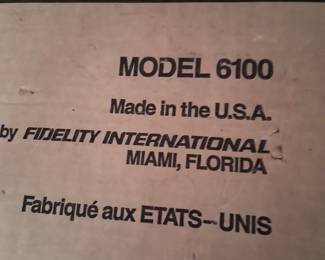 MODEL 6100
Made in the U.S.A.
by FIDELITY INTERNATIONAL
MIAMI, FLORIDA
Fabriqué aux ETATS-UNIS